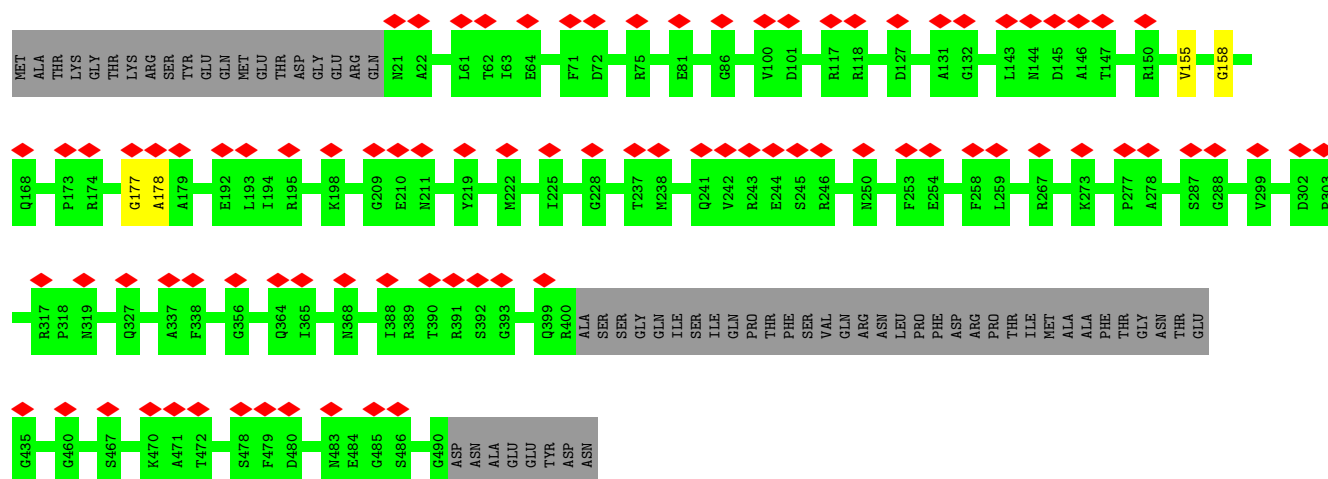 MET ALA THR LYS GLY THR LYS ARG SER TYR GLU GLN MET GLU THR ASP GLY GLU ARG GLN N21 A22 L61 T62 I63 E64 F71 D72 R75 E81 G86 V100 D101 R117 R118 D127 A131 G132 L143 N144 D145 A146 T147 R150 V155 G158
Q168 P173 R174 G177 A178 A179 E192 L193 I194 R195 K198 G209 E210 N211 Y219 M222 I225 G228 T237 M238 Q241 V242 R243 E244 S245 R246 N250 F253 E254 F258 L259 R267 K273 P277 A278 S287 G288 V299 D302 P303
R317 P318 N319 Q327 A337 F338 G356 Q364 I365 N368 I388 R389 T390 R391 S392 G393 Q399 R400 ALA SER SER GLY GLN ILE SER ILE GLN PRO THR PHE SER VAL GLN ARG ASN LEU PRO PHE ASP ARG PRO THR ILE MET ALA ALA PHE THR GLY ASN THR GLU
G435 G460 S467 K470 A471 T472 S478 F479 D480 N483 E484 G485 S486 G490 ASP ASN ALA GLU GLU TYR ASP ASN